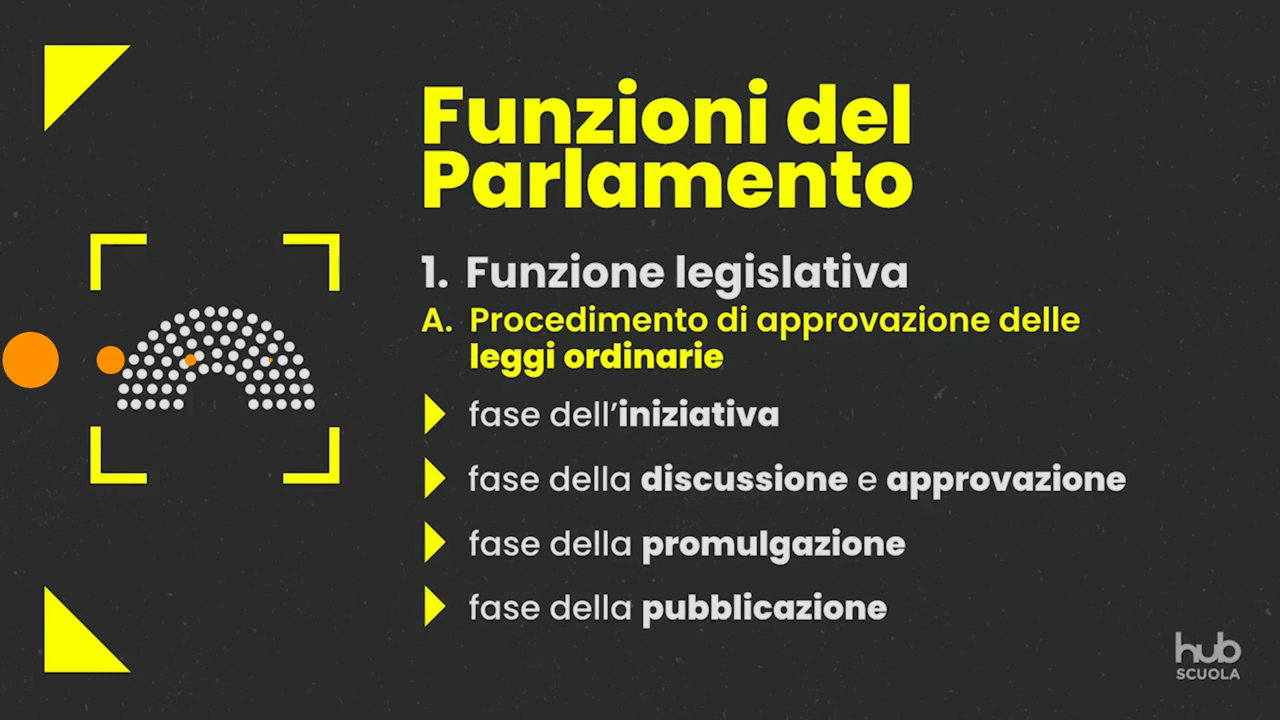 Funzioni del
Parlamento
1. Funzione legislativa
A. Procedimento di approvazione delle
leggi ordinarie
fase dell’iniziativa
fase della discussione e approvazione
fase della promulgazione
fase della pubblicazione
hub
SCUOLA